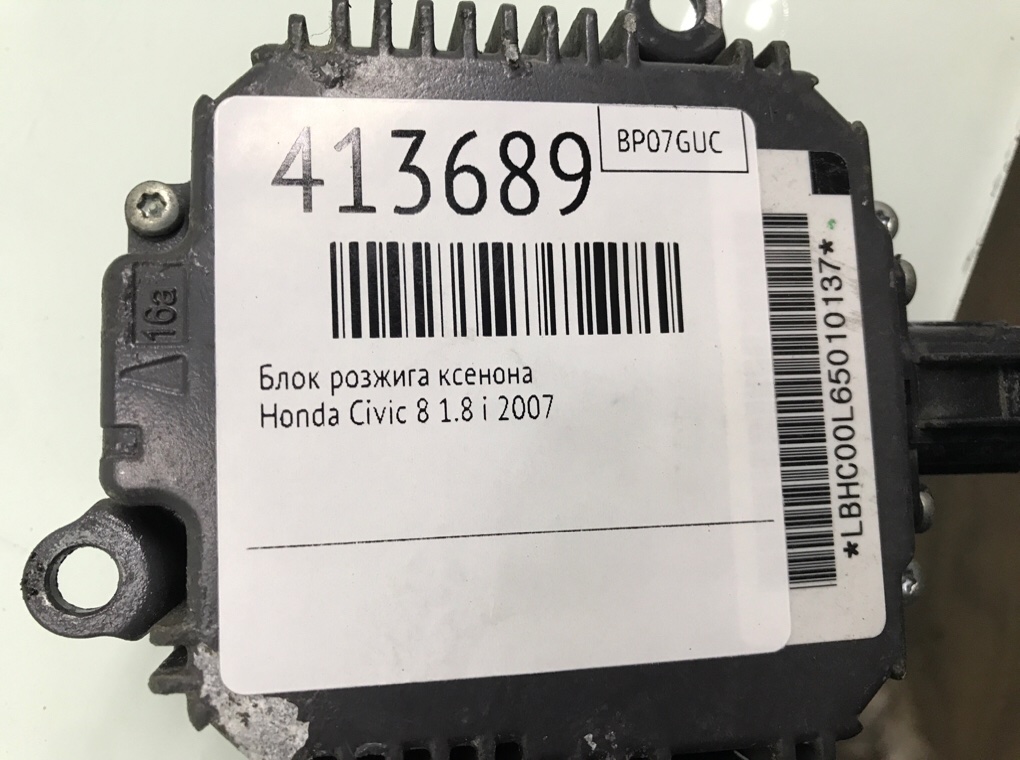 413689
BP07GUC
Блок розжига ксенона
Honda Civic 8 1.8 i 2007
*LBHC00L65010137*
16a